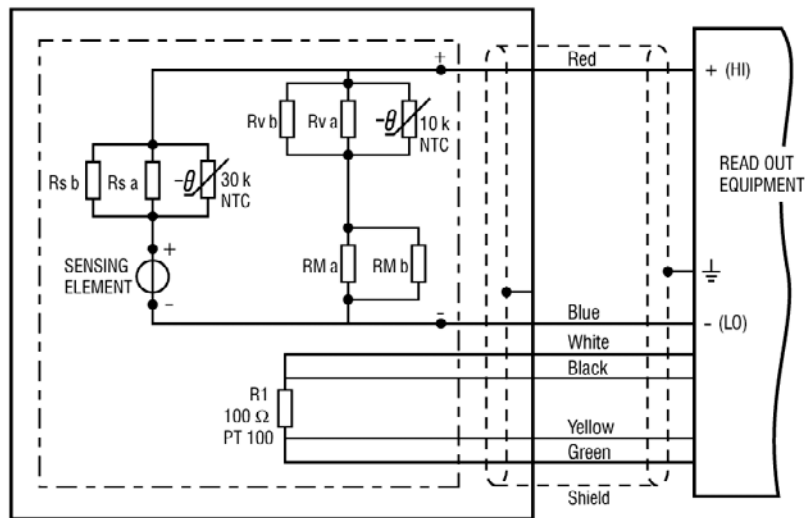 +
Red
+ (HI)
Rv b
Rv a
-θ
10 k
NTC
Rs b
Rs a
-θ
30 k
NTC
READ OUT
EQUIPMENT
+
SENSING
ELEMENT
-
RM a
RM b
-
Blue
- (LO)
White
Black
R1
100 Ω
PT 100
Yellow
Green
Shield